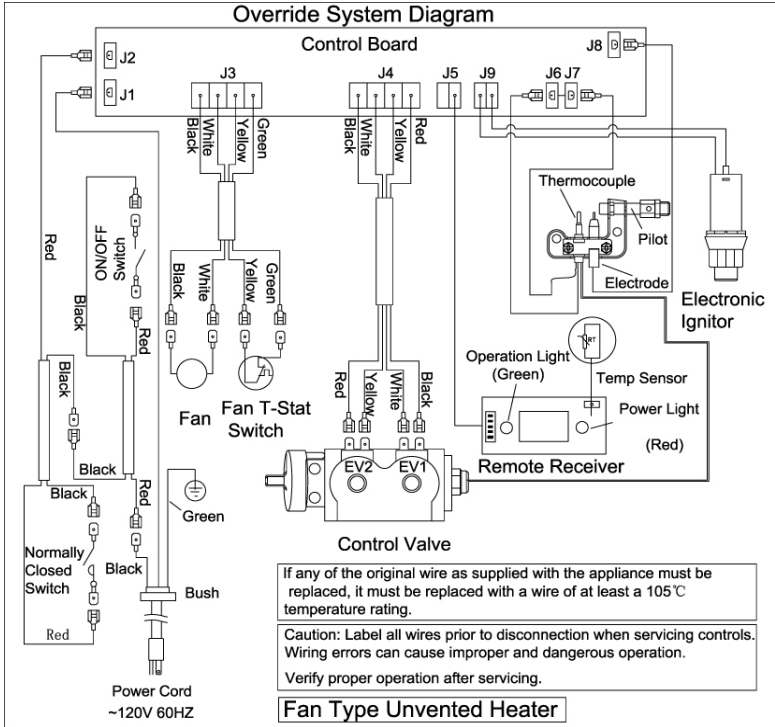 Override System Diagram
Control Board
J2
J1
J3
J4
J5
J9
J6
J7
J8
Black
White
Yellow
Green
Black
White
Yellow
Red
Thermocouple
Pilot
Electrode
Electronic
Ignitor
Red
ON/OFF
Switch
Black
Red
Black
White
Yellow
Green
Fan
Fan T-Stat
Switch
Red
Yellow
White
Black
Operation Light
(Green)
RT
Temp Sensor
Power Light
(Red)
Remote Receiver
EV2
EV1
Control Valve
Black
Black
Black
Red
Green
Normally
Closed
Switch
Black
Bush
Red
Power Cord
~120V 60HZ
If any of the original wire as supplied with the appliance must be
replaced, it must be replaced with a wire of at least a 105℃
temperature rating.
Caution: Label all wires prior to disconnection when servicing controls.
Wiring errors can cause improper and dangerous operation.
Verify proper operation after servicing.
Fan Type Unvented Heater